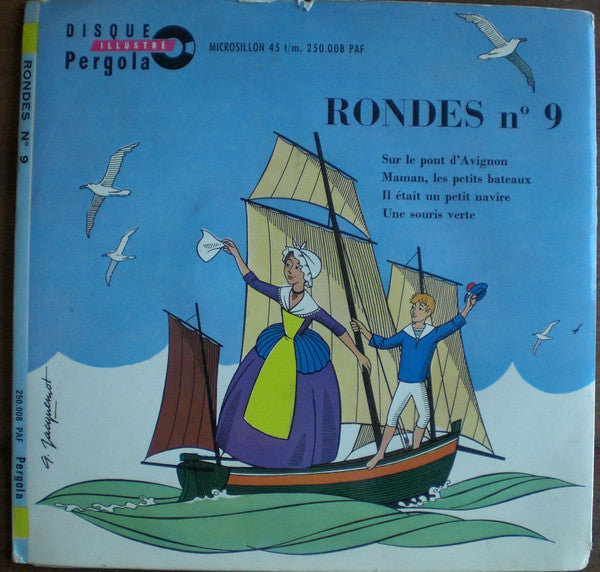 DISQUE
ILLUSTRÉ
Pergola
MICROSILLON 45 t/m. 250.008 PAF
RONDES n° 9
Sur le pont d'Avignon
Maman, les petits bateaux
Il était un petit navire
Une souris verte
RONDES N° 9
250.008 PAF Pergola
G. Jacquemot